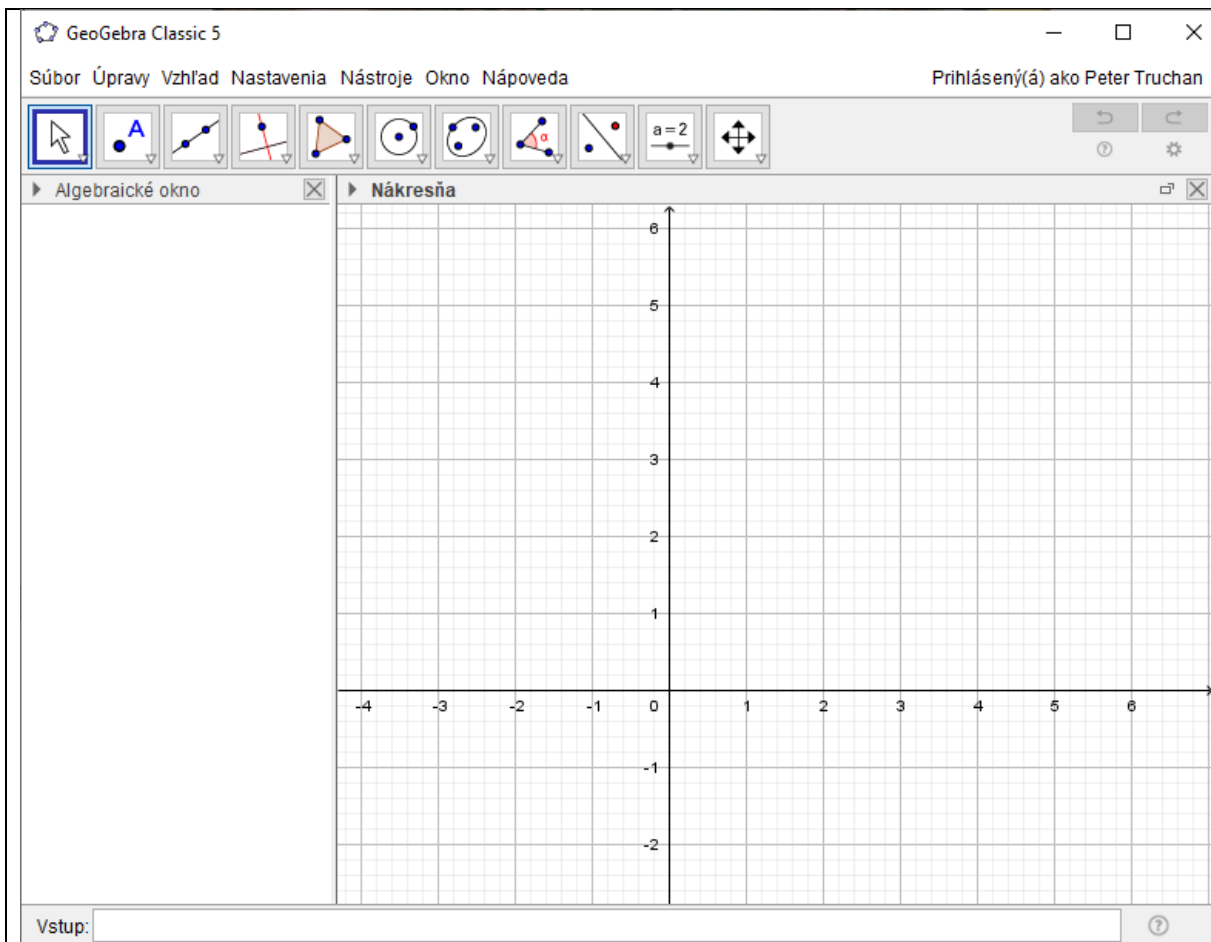 GeoGebra Classic 5
Súbor Úpravy Vzhľad Nastavenia Nástroje Okno Nápoveda Prihlásený(á) ako Peter Truchan
A α a = 2
Algebraické okno Nákresňa
6
5
4
3
2
1
-4 -3 -2 -1 0 1 2 3 4 5 6
-1
-2
Vstup: